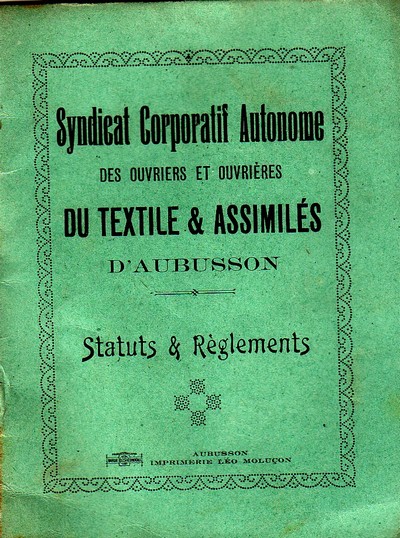 Syndicat Corporatif Autonome
DES OUVRIERS ET OUVRIÈRES
DU TEXTILE & ASSIMILÉS
D'AUBUSSON
Statuts & Règlements
AUBUSSON
IMPRIMERIE LÉO MOLUÇON